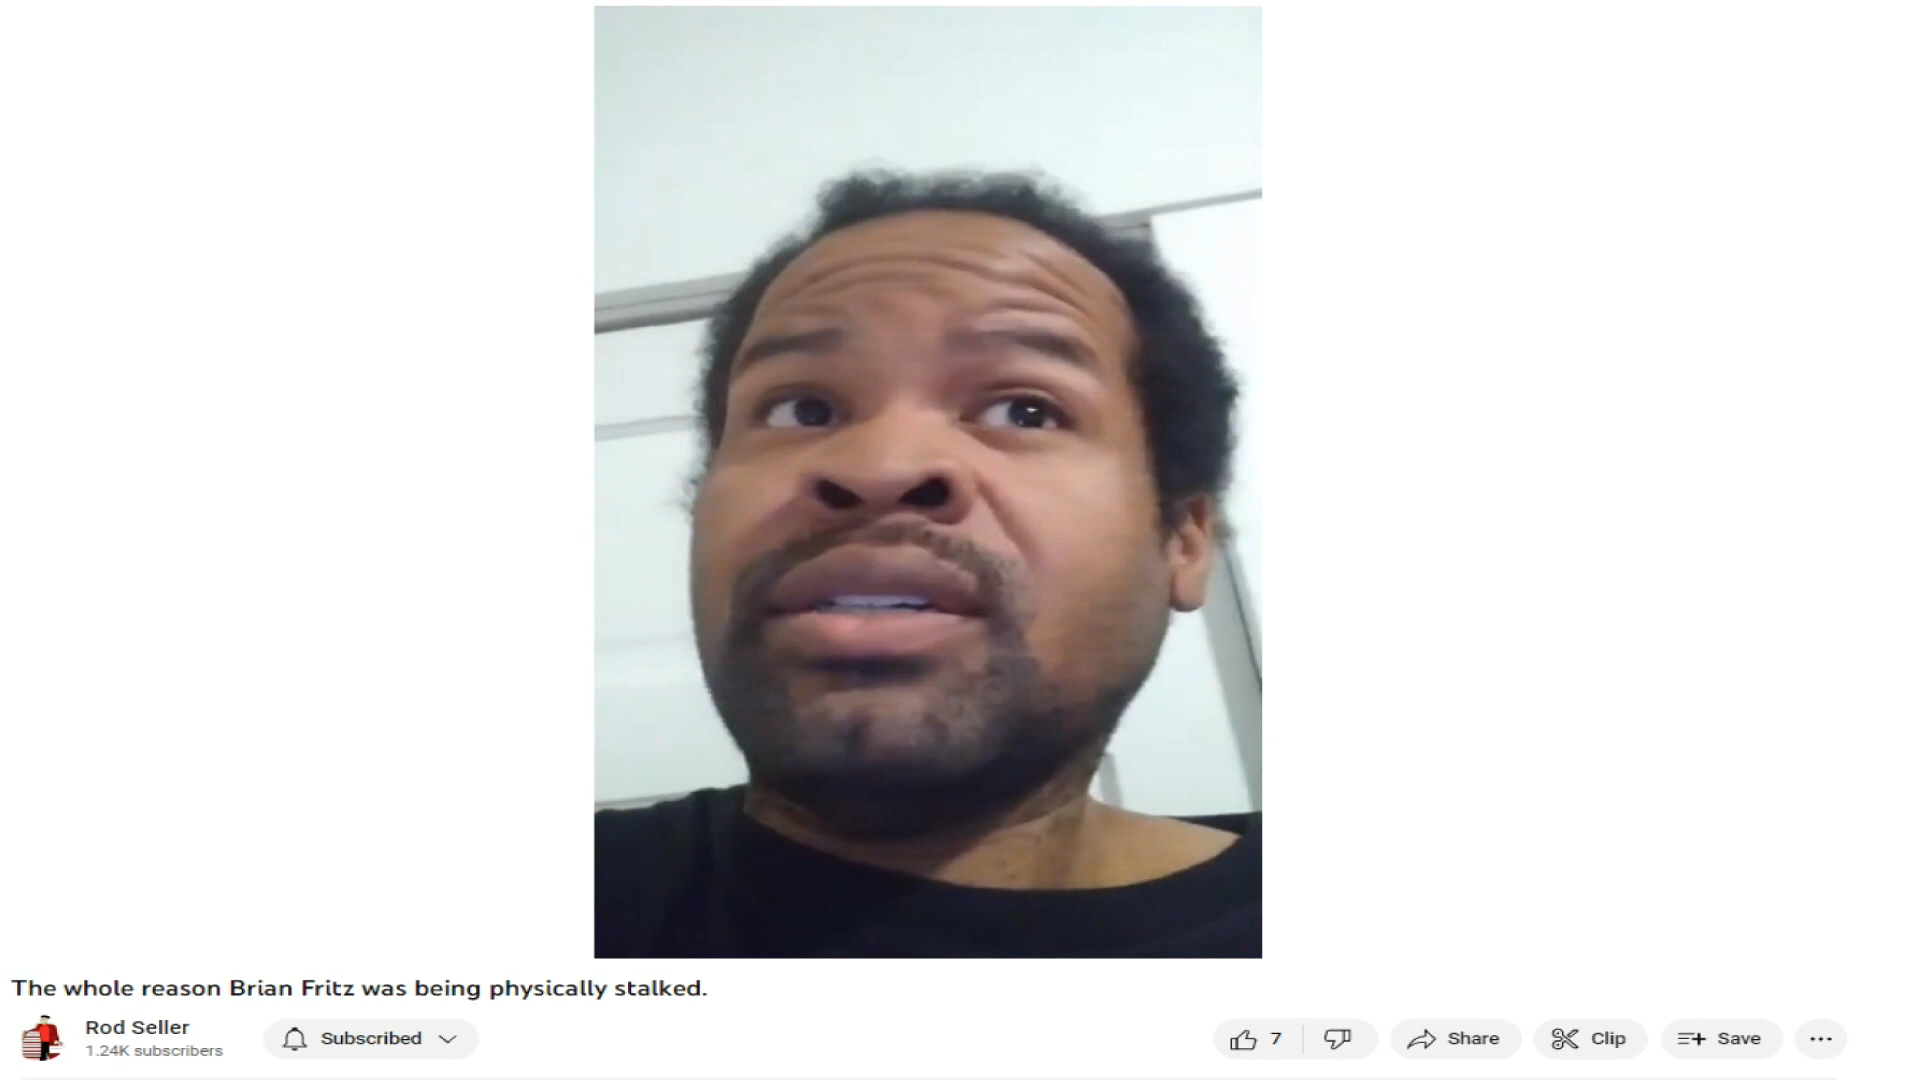 The whole reason Brian Fritz was being physically stalked.
Rod Seller
1.24K subscribers
Subscribed
7
Share
Clip
Save